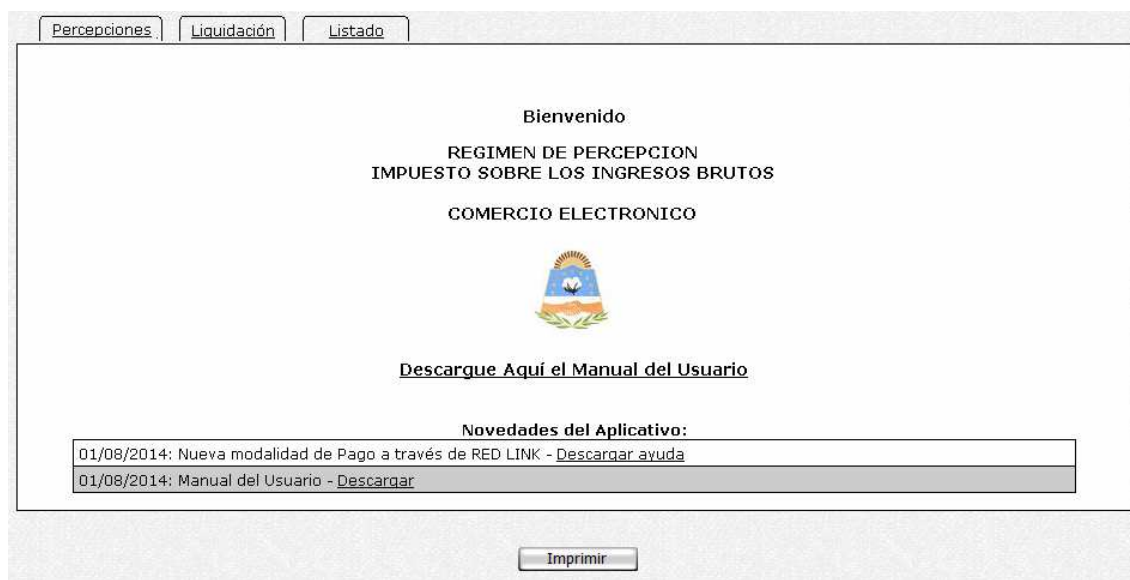 Percepciones
Liquidación
Listado
Bienvenido
REGIMEN DE PERCEPCION
IMPUESTO SOBRE LOS INGRESOS BRUTOS
COMERCIO ELECTRONICO
Descargue Aquí el Manual del Usuario
Novedades del Aplicativo:
01/08/2014: Nueva modalidad de Pago a través de RED LINK - Descargar ayuda
01/08/2014: Manual del Usuario - Descargar
Imprimir